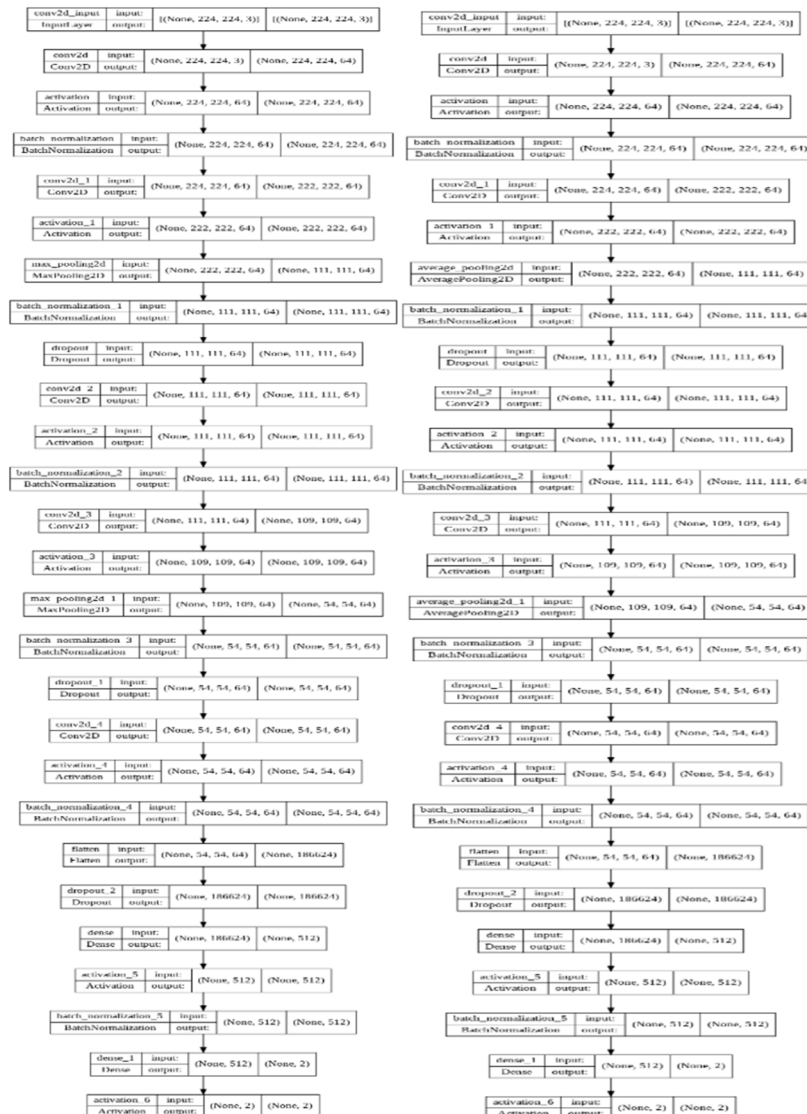 conv2d_input input: [(None, 224, 224, 3)] [(None, 224, 224, 3)]
InputLayer output:
conv2d input: (None, 224, 224, 3) (None, 224, 224, 64)
Conv2D output:
activation input: (None, 224, 224, 64) (None, 224, 224, 64)
Activation output:
batch_normalization input: (None, 224, 224, 64) (None, 224, 224, 64)
BatchNormalization output:
conv2d_1 input: (None, 224, 224, 64) (None, 222, 222, 64)
Conv2D output:
activation_1 input: (None, 222, 222, 64) (None, 222, 222, 64)
Activation output:
max_pooling2d input: (None, 222, 222, 64) (None, 111, 111, 64)
MaxPooling2D output:
batch_normalization_1 input: (None, 111, 111, 64) (None, 111, 111, 64)
BatchNormalization output:
dropout input: (None, 111, 111, 64) (None, 111, 111, 64)
Dropout output:
conv2d_2 input: (None, 111, 111, 64) (None, 111, 111, 64)
Conv2D output:
activation_2 input: (None, 111, 111, 64) (None, 111, 111, 64)
Activation output:
batch_normalization_2 input: (None, 111, 111, 64) (None, 111, 111, 64)
BatchNormalization output:
conv2d_3 input: (None, 111, 111, 64) (None, 109, 109, 64)
Conv2D output:
activation_3 input: (None, 109, 109, 64) (None, 109, 109, 64)
Activation output:
max_pooling2d_1 input: (None, 109, 109, 64) (None, 54, 54, 64)
MaxPooling2D output:
batch_normalization_3 input: (None, 54, 54, 64) (None, 54, 54, 64)
BatchNormalization output:
dropout_1 input: (None, 54, 54, 64) (None, 54, 54, 64)
Dropout output:
conv2d_4 input: (None, 54, 54, 64) (None, 54, 54, 64)
Conv2D output:
activation_4 input: (None, 54, 54, 64) (None, 54, 54, 64)
Activation output:
batch_normalization_4 input: (None, 54, 54, 64) (None, 54, 54, 64)
BatchNormalization output:
flatten input: (None, 54, 54, 64) (None, 186624)
Flatten output:
dropout_2 input: (None, 186624) (None, 186624)
Dropout output:
dense input: (None, 186624) (None, 512)
Dense output:
activation_5 input: (None, 512) (None, 512)
Activation output:
batch_normalization_5 input: (None, 512) (None, 512)
BatchNormalization output:
dense_1 input: (None, 512) (None, 2)
Dense output:
activation_6 input: (None, 2) (None, 2)
Activation output:
conv2d_input input: [(None, 224, 224, 3)] [(None, 224, 224, 3)]
InputLayer output:
conv2d input: (None, 224, 224, 3) (None, 224, 224, 64)
Conv2D output:
activation input: (None, 224, 224, 64) (None, 224, 224, 64)
Activation output:
batch_normalization input: (None, 224, 224, 64) (None, 224, 224, 64)
BatchNormalization output:
conv2d_1 input: (None, 224, 224, 64) (None, 222, 222, 64)
Conv2D output:
activation_1 input: (None, 222, 222, 64) (None, 222, 222, 64)
Activation output:
average_pooling2d input: (None, 222, 222, 64) (None, 111, 111, 64)
AveragePooling2D output:
batch_normalization_1 input: (None, 111, 111, 64) (None, 111, 111, 64
BatchNormalization output:
dropout input: (None, 111, 111, 64) (None, 111, 111, 64)
Dropout output:
conv2d_2 input: (None, 111, 111, 64) (None, 111, 111, 64)
Conv2D output:
activation_2 input: (None, 111, 111, 64) (None, 111, 111, 64)
Activation output:
batch_normalization_2 input: (None, 111, 111, 64) (None, 111, 111, 64
BatchNormalization output:
conv2d_3 input: (None, 111, 111, 64) (None, 109, 109, 64)
Conv2D output:
activation_3 input: (None, 109, 109, 64) (None, 109, 109, 64)
Activation output:
average_pooling2d_1 input: (None, 109, 109, 64) (None, 54, 54, 64)
AveragePooling2D output:
batch_normalization_3 input: (None, 54, 54, 64) (None, 54, 54, 64)
BatchNormalization output:
dropout_1 input: (None, 54, 54, 64) (None, 54, 54, 64)
Dropout output:
conv2d_4 input: (None, 54, 54, 64) (None, 54, 54, 64)
Conv2D output:
activation_4 input: (None, 54, 54, 64) (None, 54, 54, 64)
Activation output:
batch_normalization_4 input: (None, 54, 54, 64) (None, 54, 54, 64)
BatchNormalization output:
flatten input: (None, 54, 54, 64) (None, 186624)
Flatten output:
dropout_2 input: (None, 186624) (None, 186624)
Dropout output:
dense input: (None, 186624) (None, 512)
Dense output:
activation_5 input: (None, 512) (None, 512)
Activation output:
batch_normalization_5 input: (None, 512) (None, 512)
BatchNormalization output:
dense_1 input: (None, 512) (None, 2)
Dense output:
activation_6 input: (None, 2) (None, 2)
Activation output: